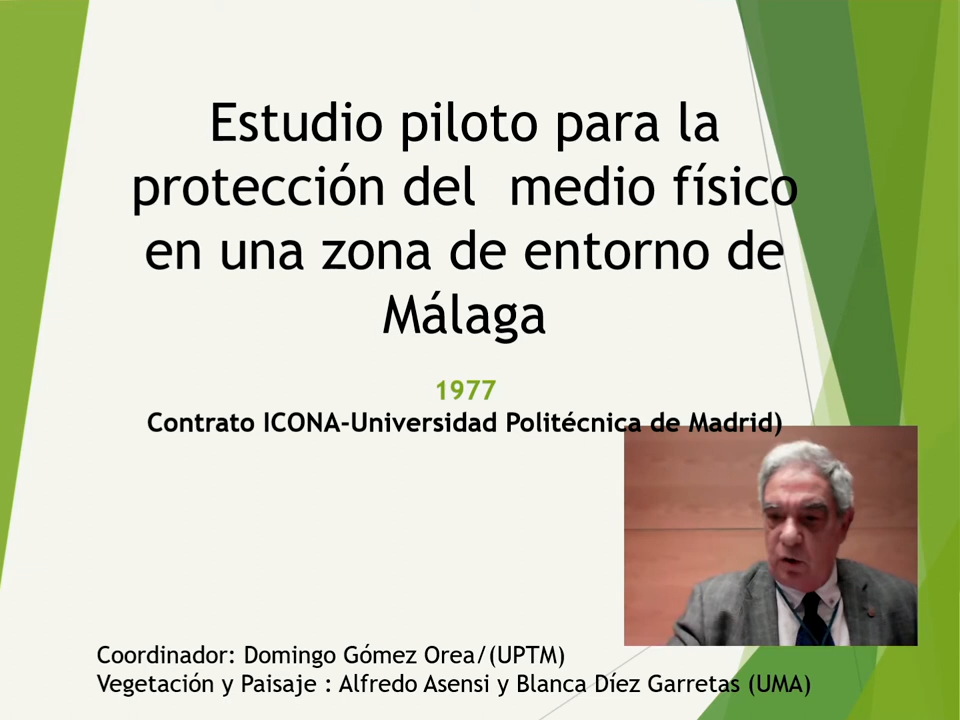 Estudio piloto para la
protección del  medio físico
en una zona de entorno de
Málaga
1977
Contrato ICONA-Universidad Politécnica de Madrid)
Coordinador: Domingo Gómez Orea/(UPTM)
Vegetación y Paisaje : Alfredo Asensi y Blanca Díez Garretas (UMA)